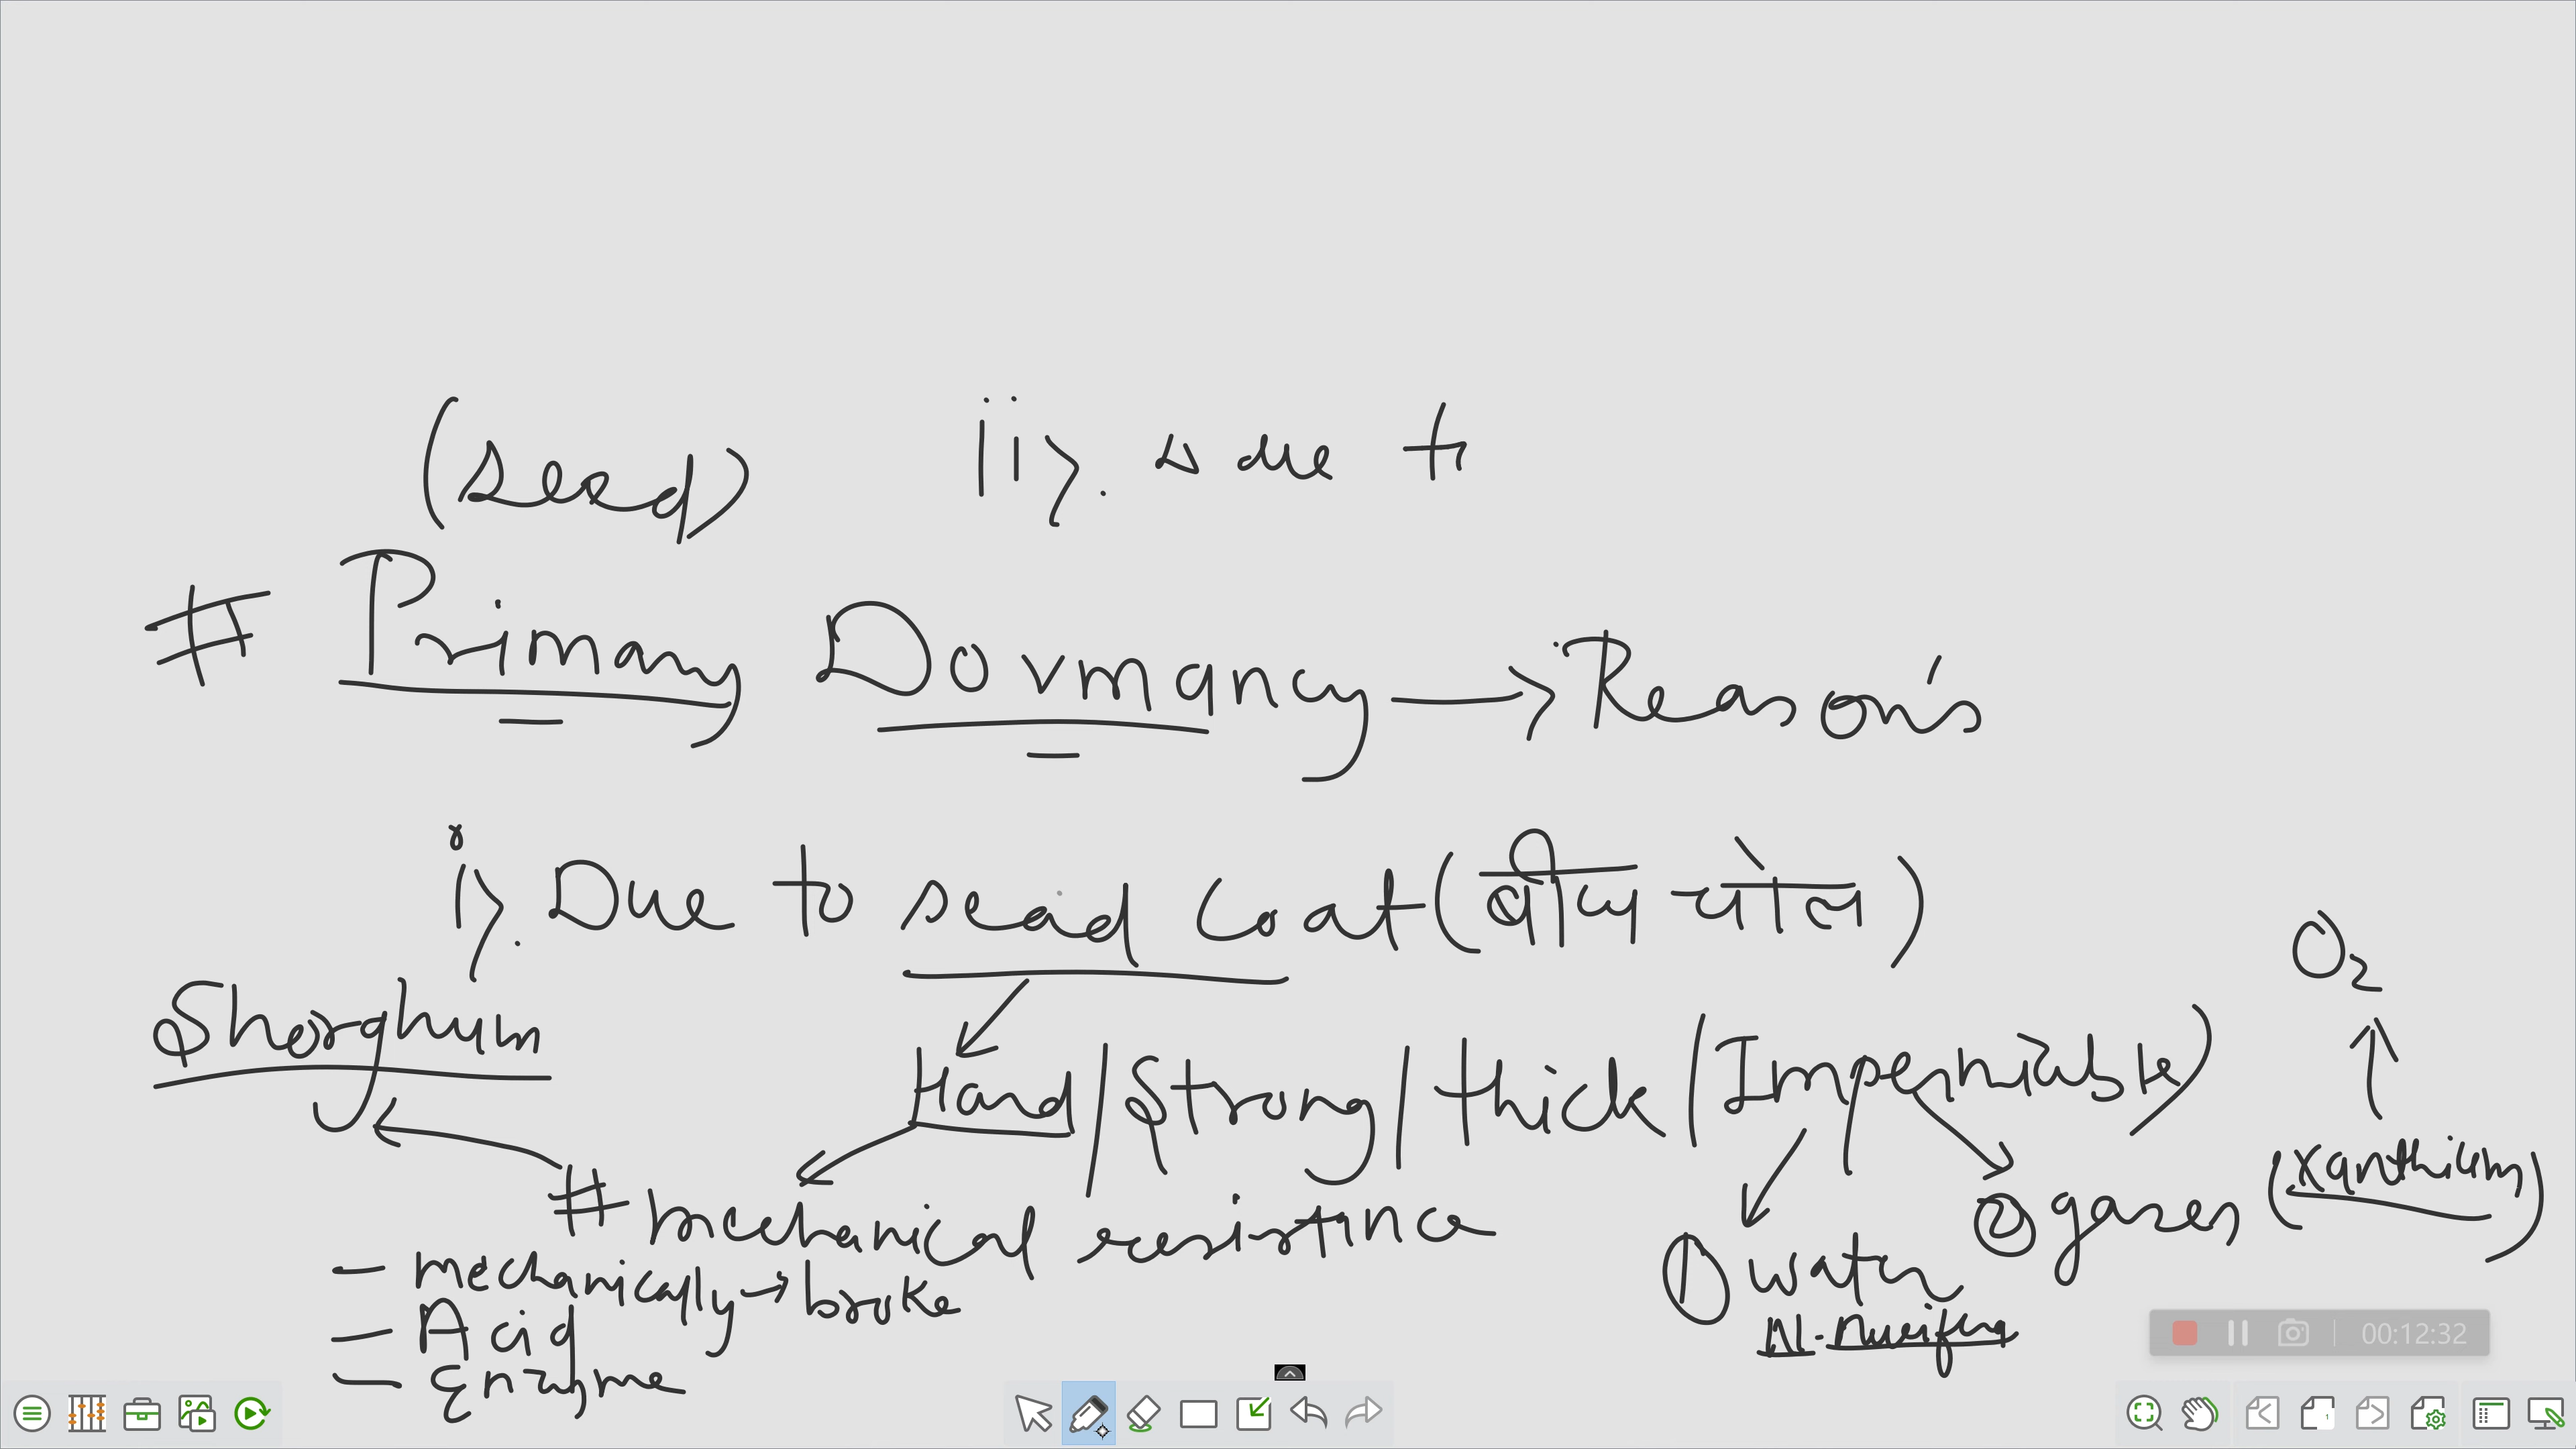 (seed) ii). Due to
# Primary Dormancy → Reason's
i). Due to seed Coat (बीज चोल)
O₂
Shorghum
Hard / Strong / thick / Impermiable)
(Xanthium)
# mechanical resistance
② gases
- mechanically → broke
① water
- Acid
N.
- Enzyme
00:12:32